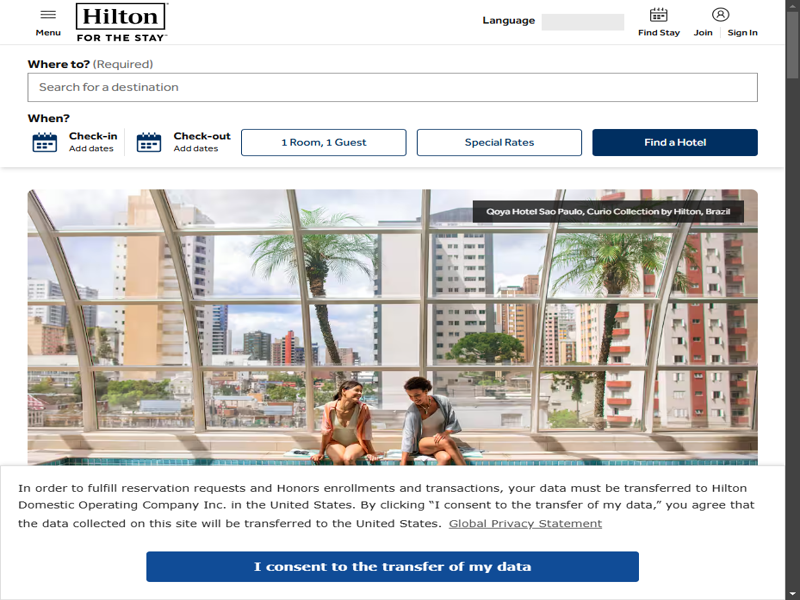 Menu
Hilton
FOR THE STAY
Language
Find Stay
Join
Sign In
Where to? (Required)
Search for a destination
When?
Check-in
Add dates
Check-out
Add dates
1 Room, 1 Guest
Special Rates
Find a Hotel
Qoya Hotel Sao Paulo, Curio Collection by Hilton, Brazil
In order to fulfill reservation requests and Honors enrollments and transactions, your data must be transferred to Hilton
Domestic Operating Company Inc. in the United States. By clicking “I consent to the transfer of my data,” you agree that
the data collected on this site will be transferred to the United States. Global Privacy Statement
I consent to the transfer of my data